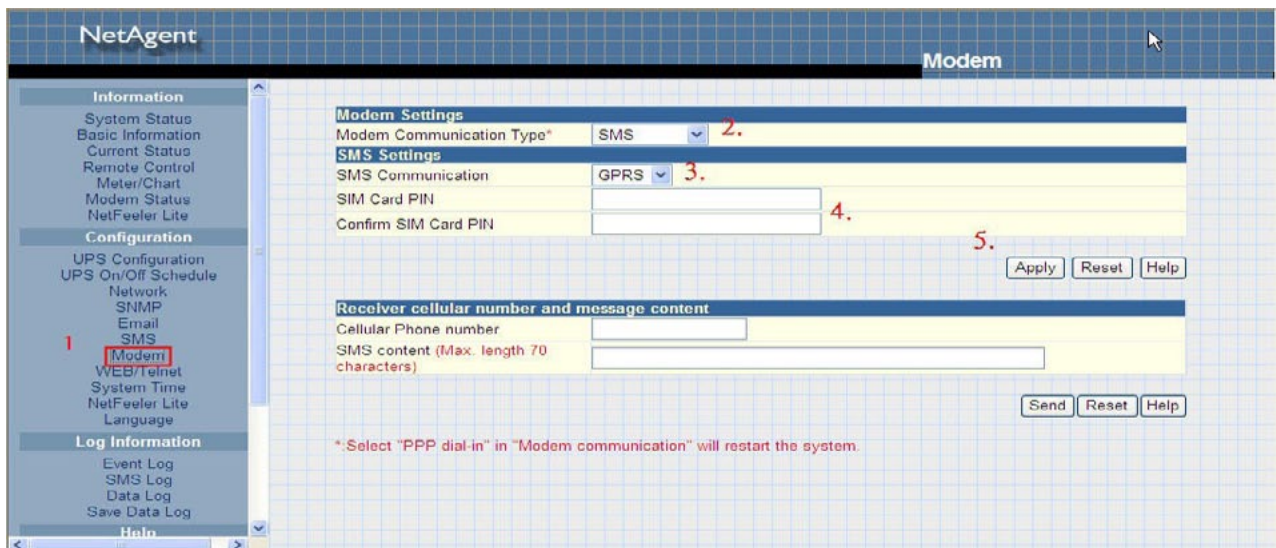 NetAgent
Modem
Information
System Status
Basic Information
Current Status
Remote Control
Meter/Chart
Modem Status
NetFeeler Lite
Configuration
UPS Configuration
UPS On/Off Schedule
Network
SNMP
Email
SMS
1
Modem
WEB/Telnet
System Time
NetFeeler Lite
Language
Log Information
Event Log
SMS Log
Data Log
Save Data Log
Help
Modem Settings
Modem Communication Type* SMS 2.
SMS Settings
SMS Communication GPRS 3.
SIM Card PIN
4.
Confirm SIM Card PIN
5.
Apply Reset Help
Receiver cellular number and message content
Cellular Phone number
SMS content (Max. length 70
characters)
Send Reset Help
*:Select "PPP dial-in" in "Modem communication" will restart the system.